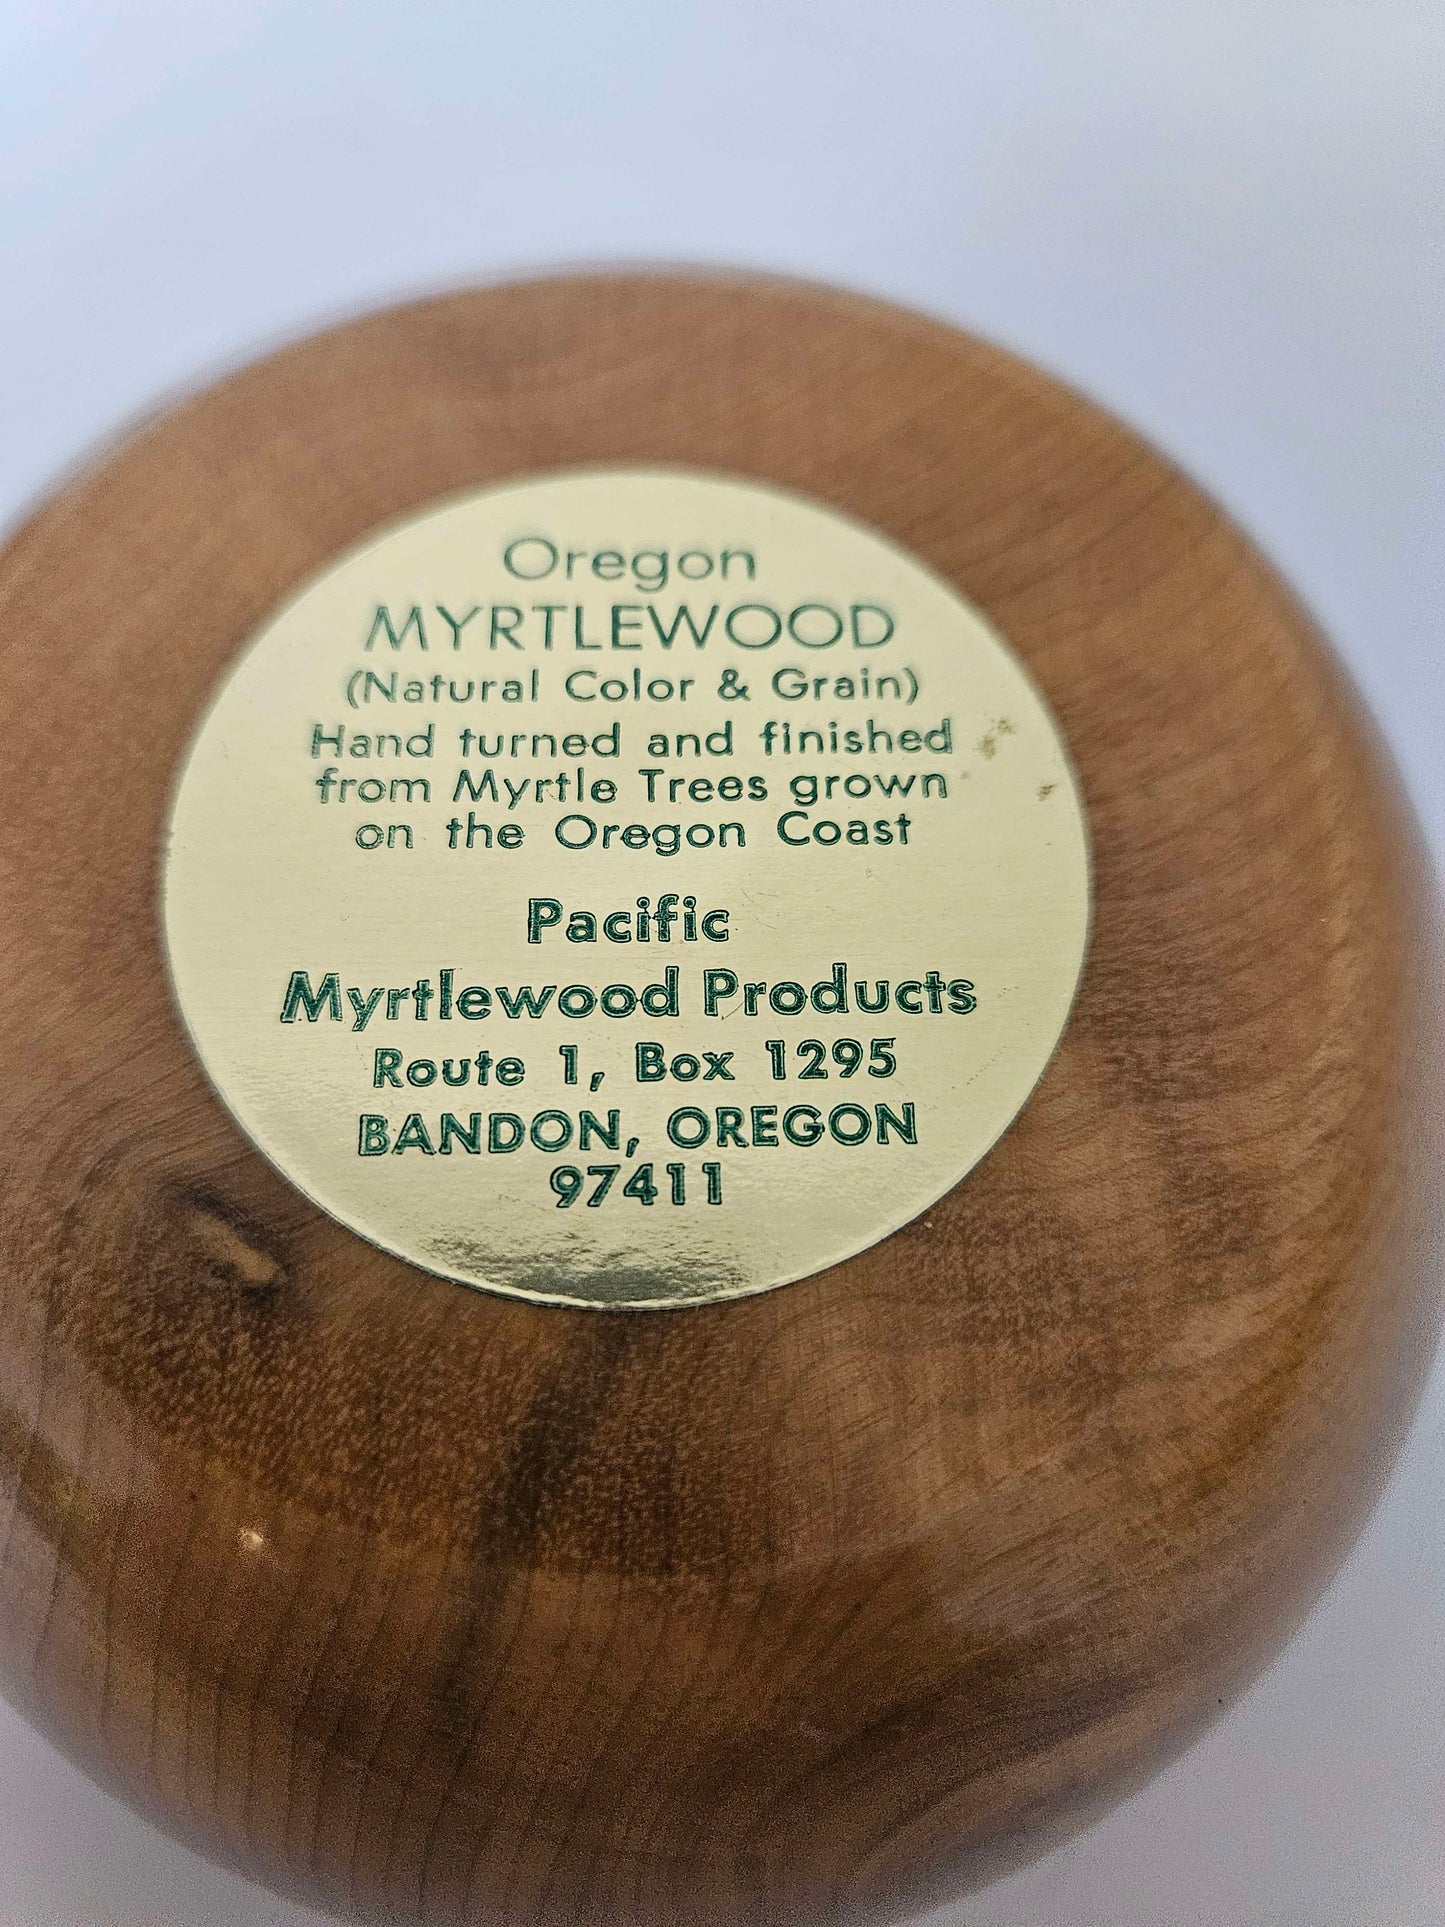 Oregon
MYRTLEWOOD
(Natural Color & Grain)
Hand turned and finished
from Myrtle Trees grown
on the Oregon Coast
Pacific
Myrtlewood Products
Route 1, Box 1295
BANDON, OREGON
97411